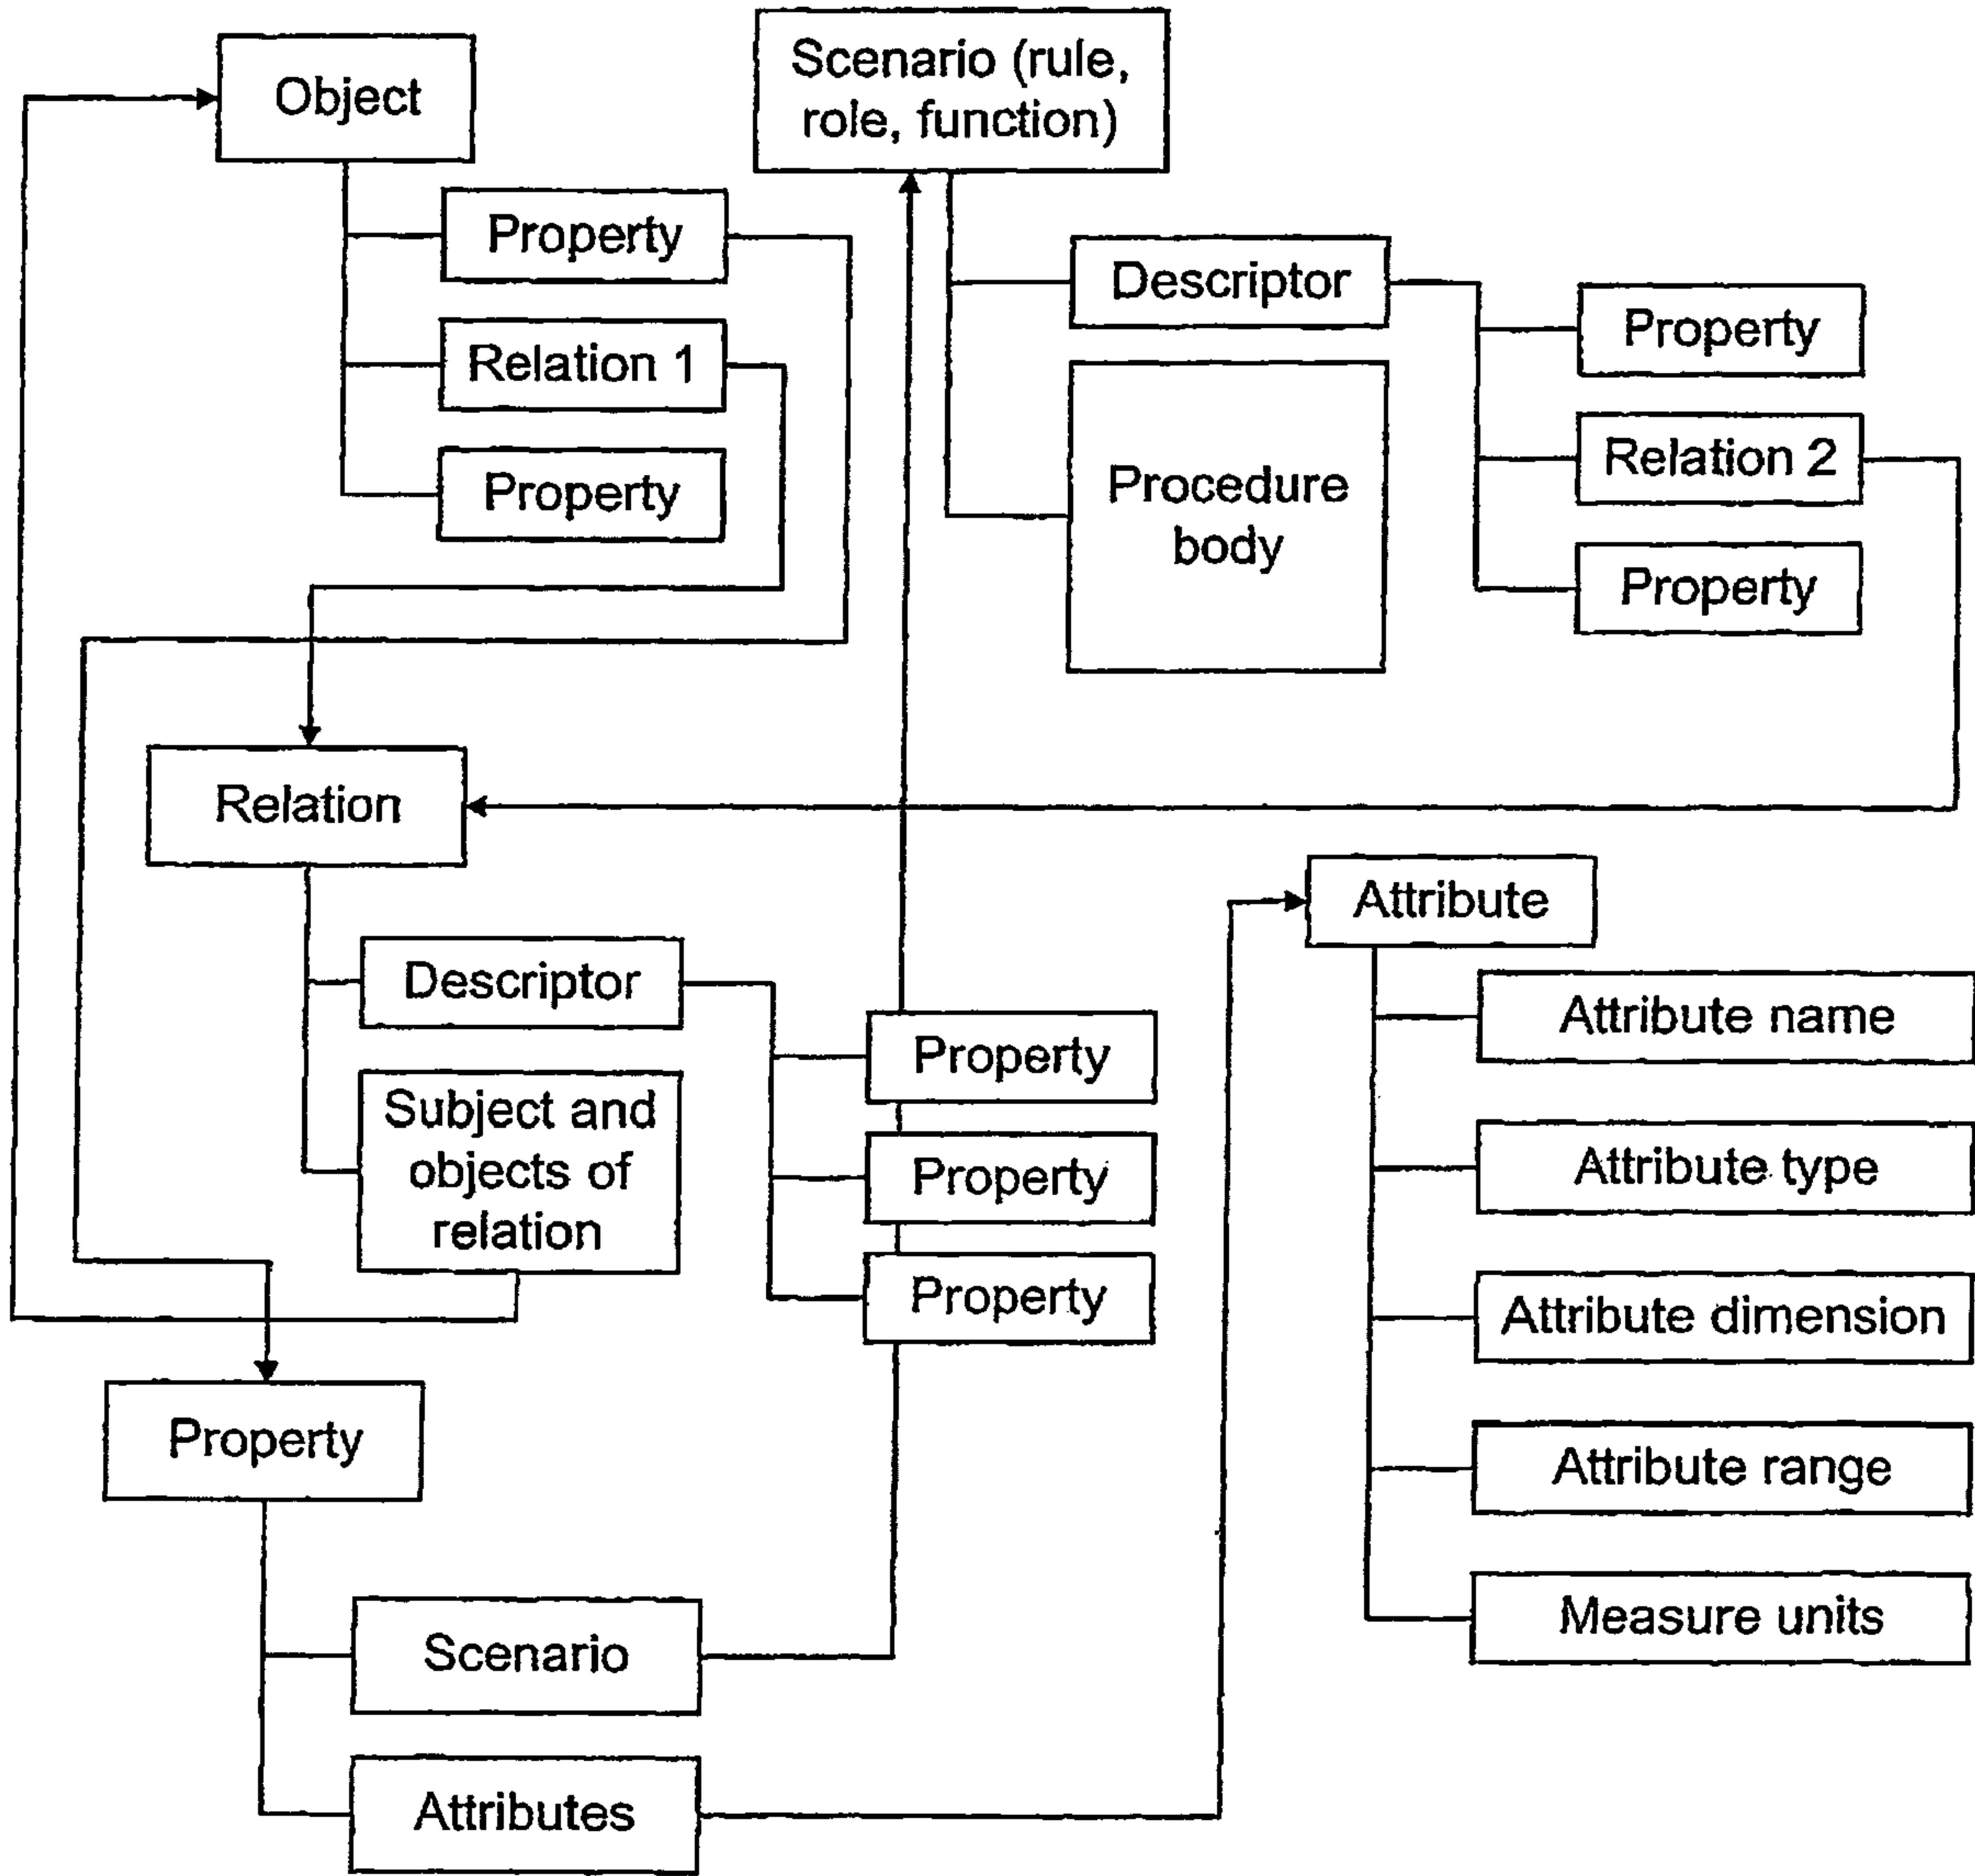 Object
Property
Relation 1
Property
Scenario (rule,
role, function)
Descriptor
Procedure
body
Property
Relation 2
Property
Relation
Descriptor
Subject and
objects of
relation
Property
Property
Property
Property
Scenario
Attributes
Attribute
Attribute name
Attribute type
Attribute dimension
Attribute range
Measure units